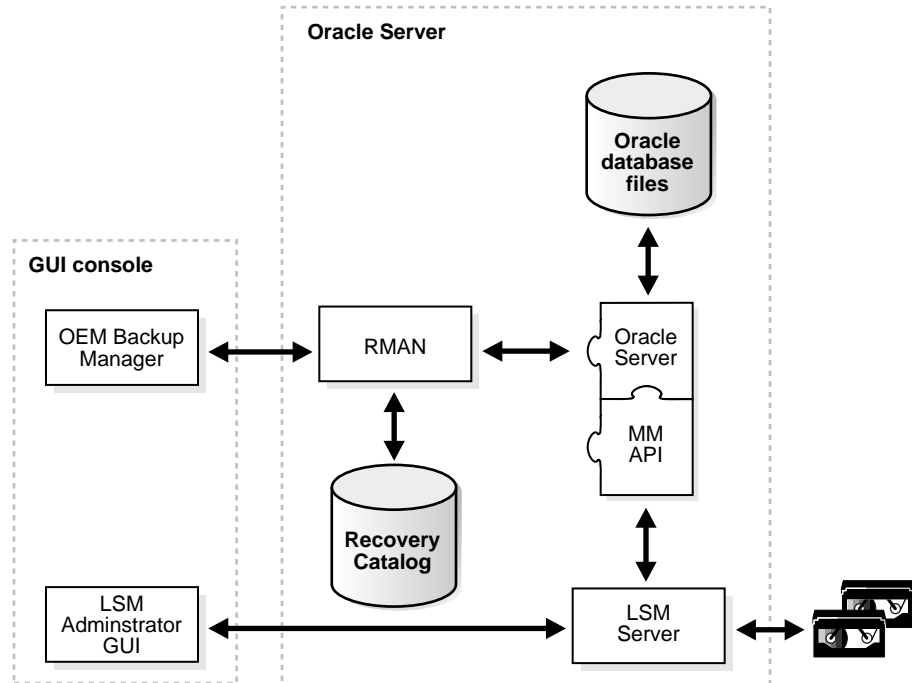 Oracle Server
Oracle
database
files
GUI console
OEM Backup
Manager
RMAN
Oracle
Server
MM
API
Recovery
Catalog
LSM
Adminstrator
GUI
LSM
Server